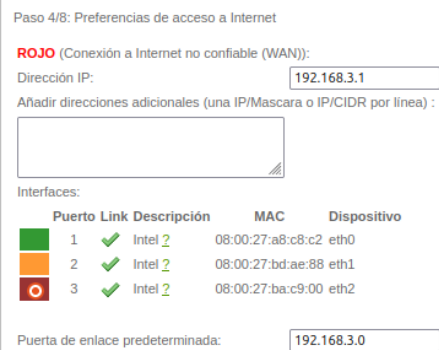 Paso 4/8: Preferencias de acceso a Internet
ROJO (Conexión a Internet no confiable (WAN)):
Dirección IP: 192.168.3.1
Añadir direcciones adicionales (una IP/Mascara o IP/CIDR por línea) :
Interfaces:
Puerto Link Descripción MAC Dispositivo
1 Intel ? 08:00:27:a8:c8:c2 eth0
2 Intel ? 08:00:27:bd:ae:88 eth1
3 Intel ? 08:00:27:ba:c9:00 eth2
Puerta de enlace predeterminada: 192.168.3.0